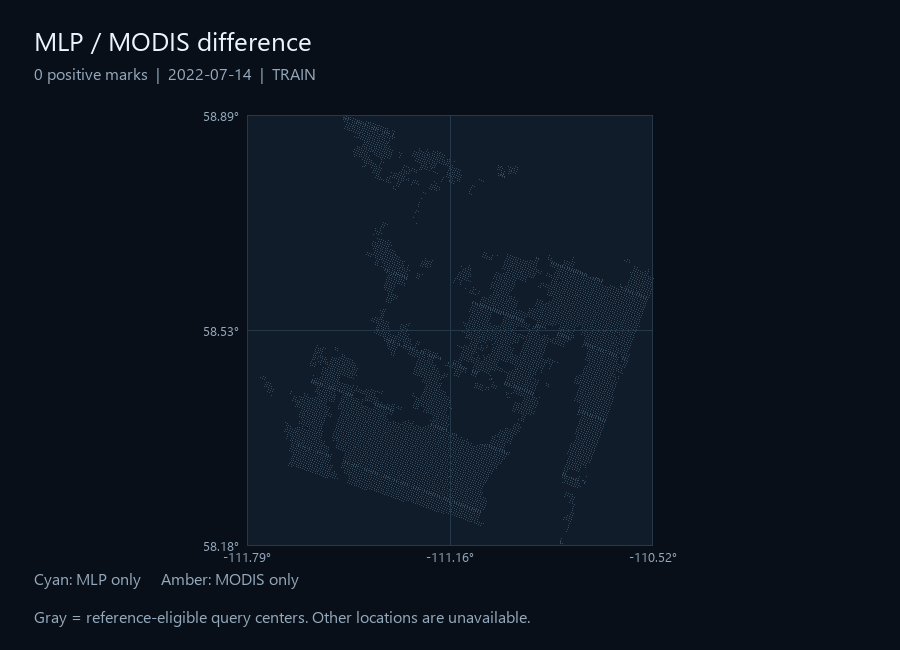 MLP / MODIS difference
0 positive marks | 2022-07-14 | TRAIN
58.89°
58.53°
58.18°
-111.79° -111.16° -110.52°
Cyan: MLP only Amber: MODIS only
Gray = reference-eligible query centers. Other locations are unavailable.